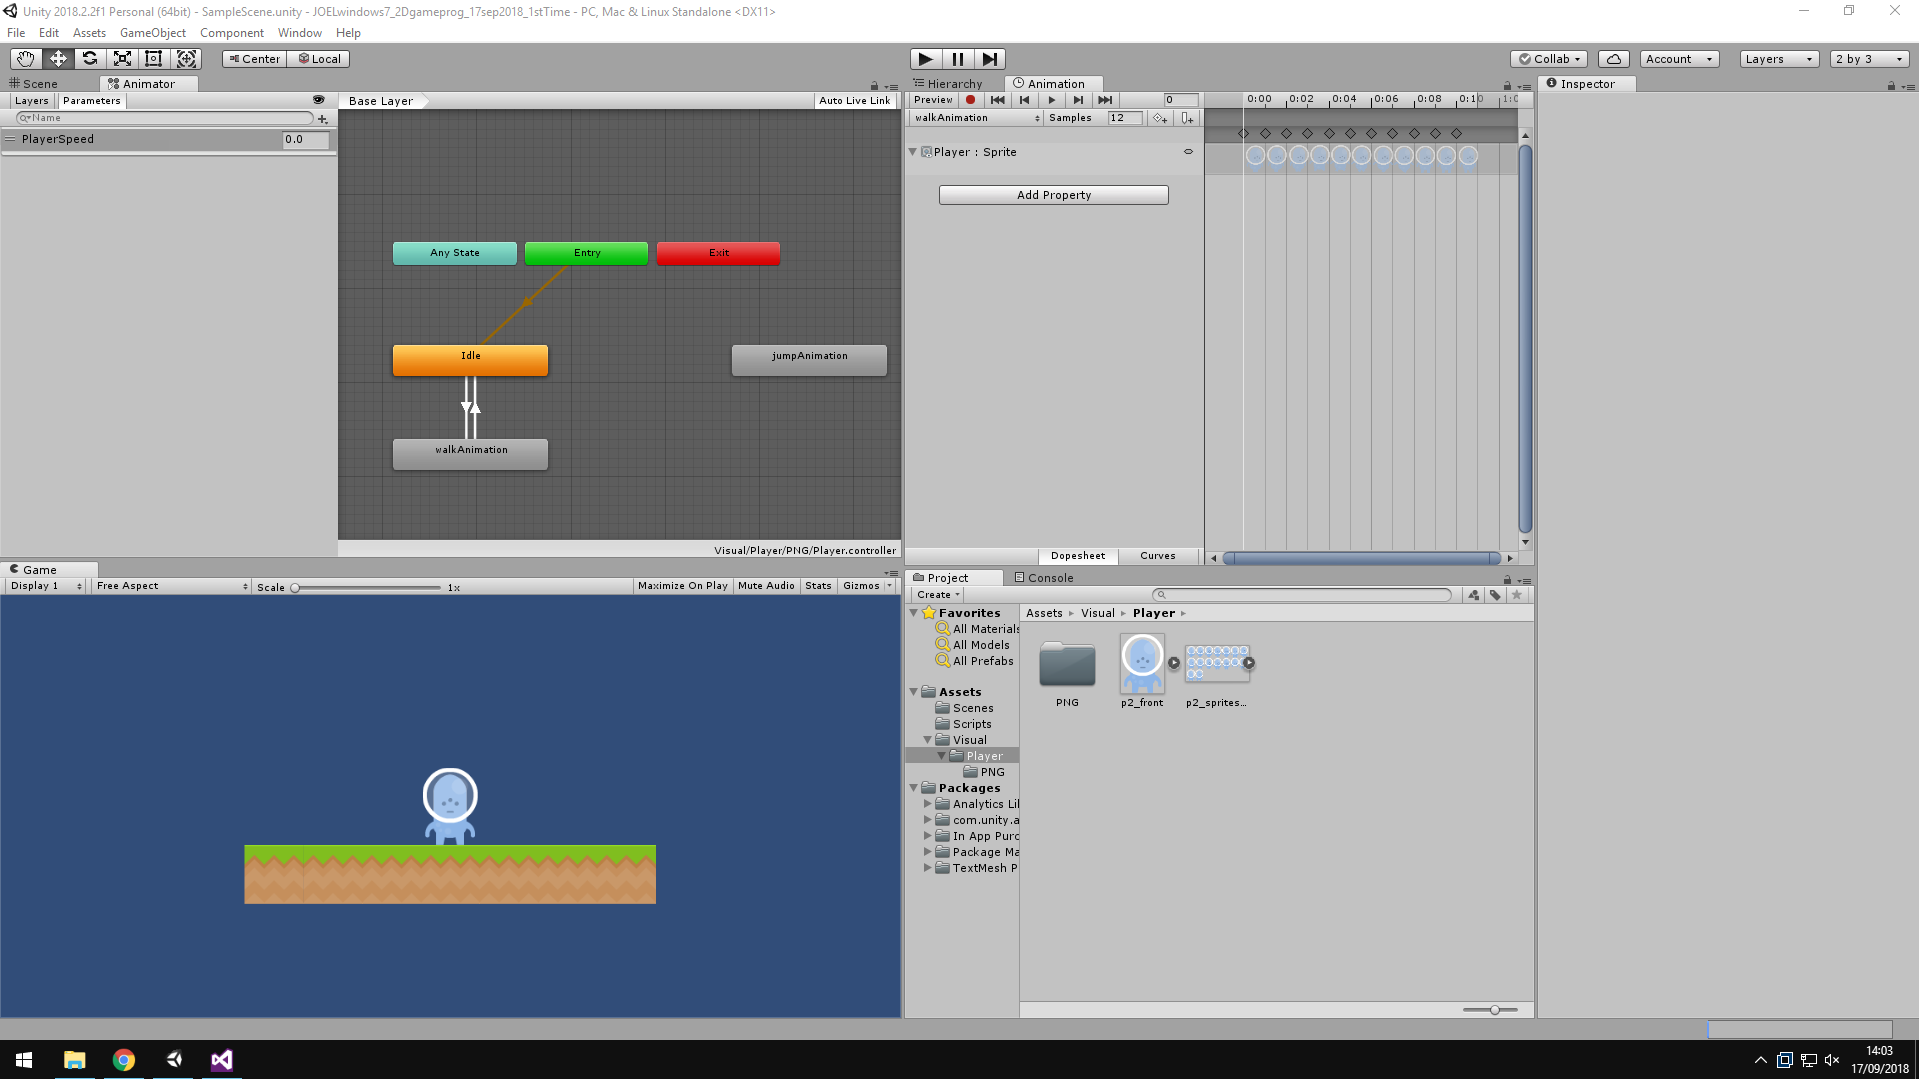 Unity 2018.2.2f1 Personal (64bit) - SampleScene.unity - JOELwindows7_2Dgameprog_17sep2018_1stTime - PC, Mac & Linux Standalone <DX11>
File Edit Assets GameObject Component Window Help
Center Local
Collab Account Layers 2 by 3
Scene Animator
Layers Parameters
Name
PlayerSpeed 0.0
Base Layer Auto Live Link
Any State Entry Exit
Idle jumpAnimation
walkAnimation
Visual/Player/PNG/Player.controller
Hierarchy Animation
Preview 0
0:00 0:02 0:04 0:06 0:08 0:10
walkAnimation Samples 12
Player : Sprite
Add Property
Dopesheet Curves
Inspector
Game
Display 1 Free Aspect Scale 1x Maximize On Play Mute Audio Stats Gizmos
Project Console
Create
Favorites
All Materials
All Models
All Prefabs
Assets
Scenes
Scripts
Visual
Player
PNG
Packages
Analytics Li
com.unity.a
In App Purc
Package Ma
TextMesh P
Assets Visual Player
PNG p2_front p2_sprites...
14:03
17/09/2018